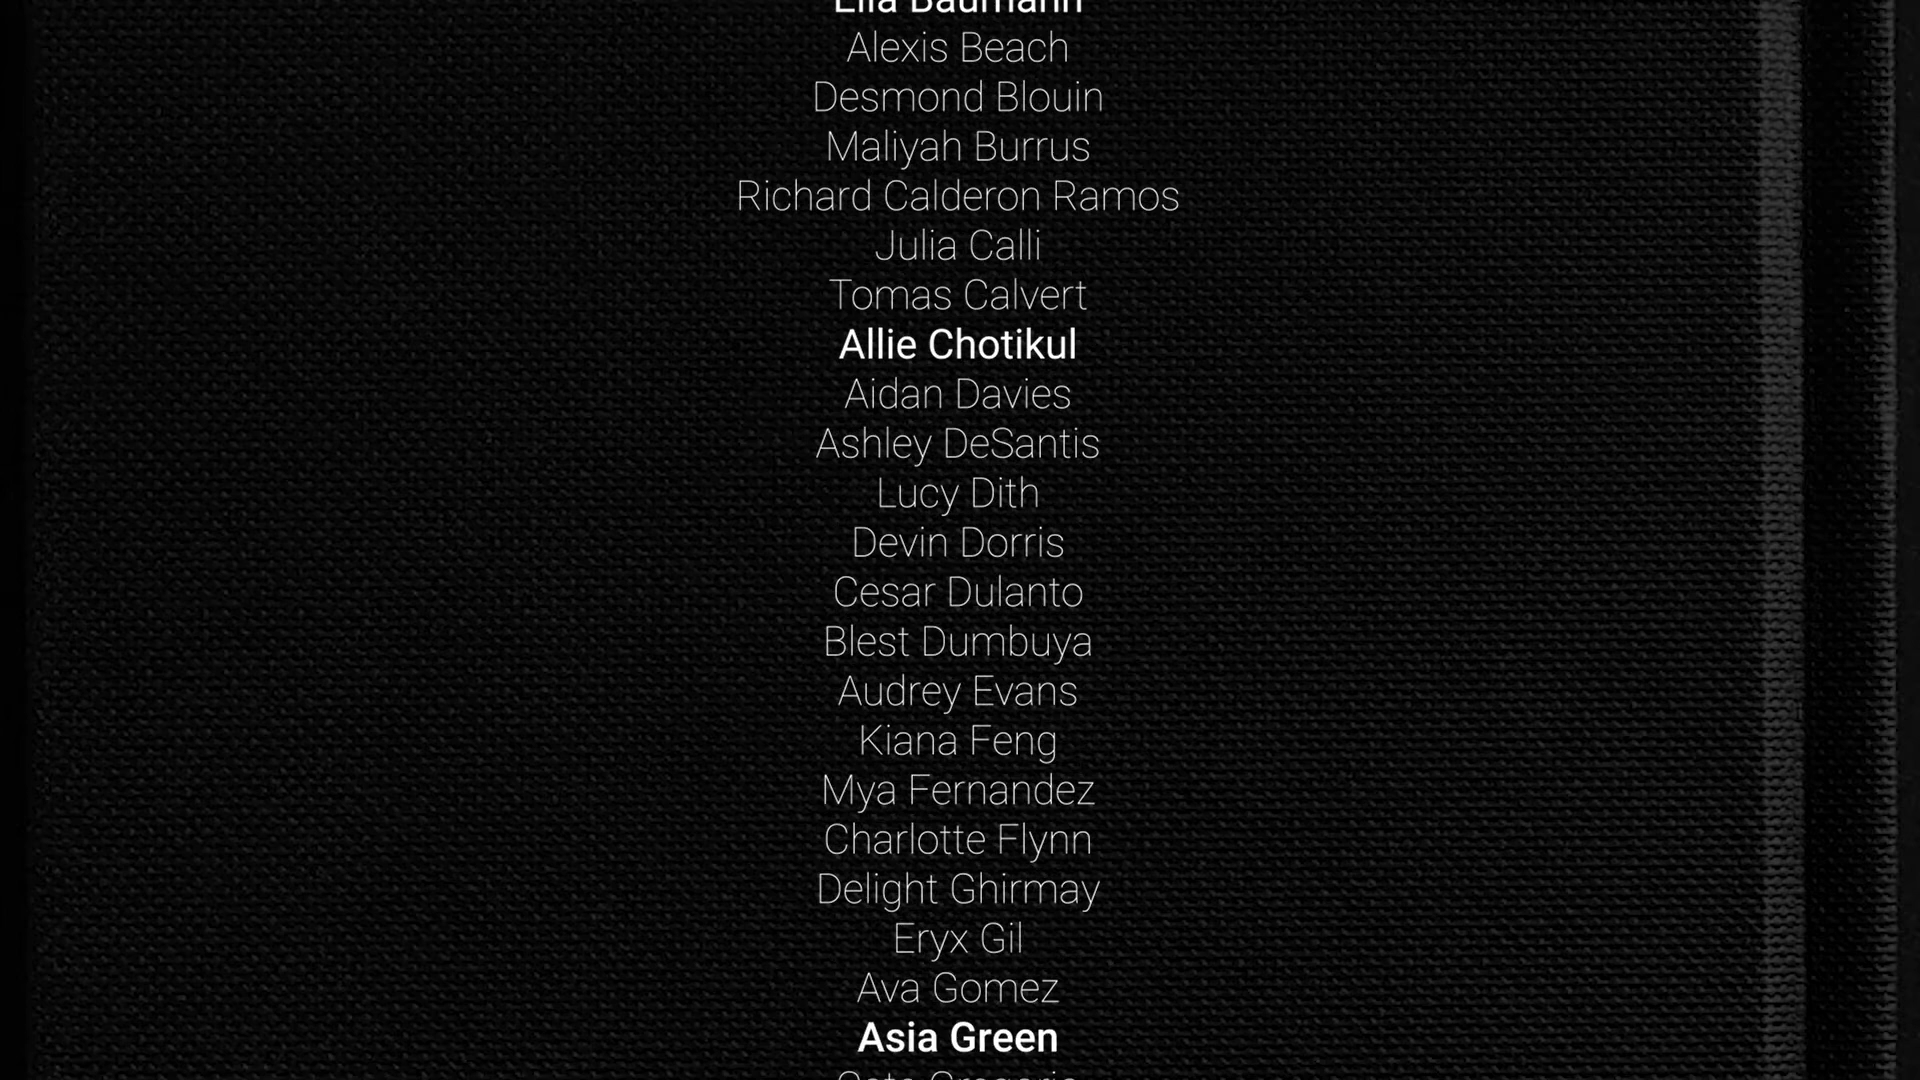 Baumann
Alexis Beach
Desmond Blouin
Maliyah Burrus
Richard Calderon Ramos
Julia Calli
Tomas Calvert
Allie Chotikul
Aidan Davies
Ashley DeSantis
Lucy Dith
Devin Dorris
Cesar Dulanto
Blest Dumbuya
Audrey Evans
Kiana Feng
Mya Fernandez
Charlotte Flynn
Delight Ghirmay
Eryx Gil
Ava Gomez
Asia Green